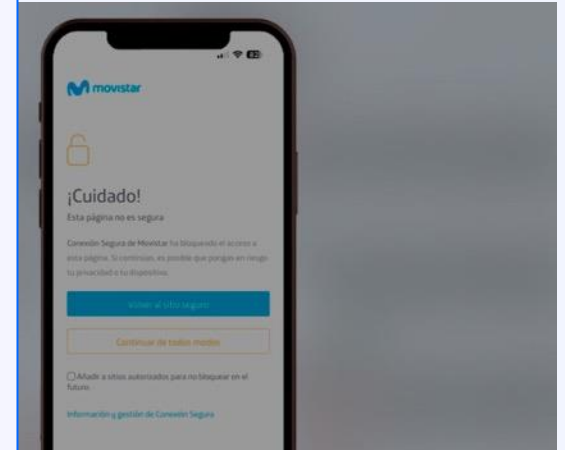 movistar
¡Cuidado!
Esta página no es segura
Conexión Segura de Movistar ha bloqueado el acceso a
esta página. Si continúas, es posible que pongas en riesgo
tu privacidad o tu dispositivo.
Volver al sitio seguro
Continuar de todos modos
Añadir a sitios autorizados para no bloquear en el
futuro
Información y gestión de Conexión Segura